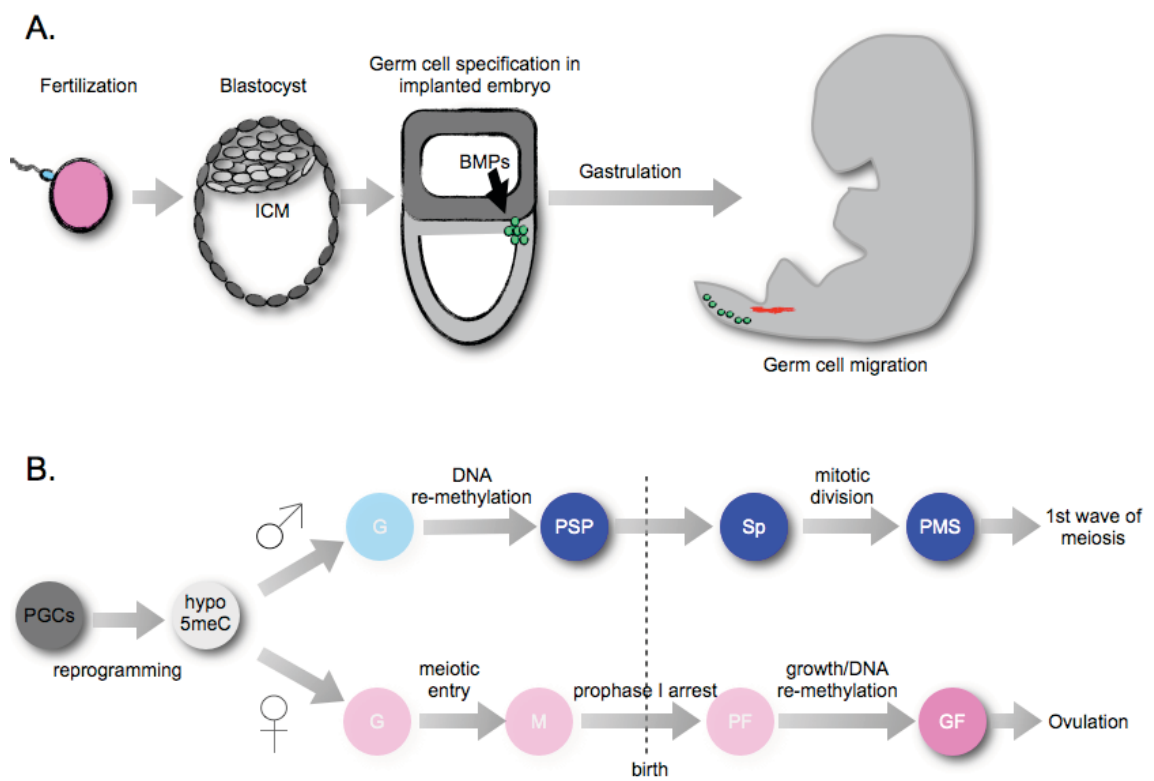 A.
Fertilization
Blastocyst
Germ cell specification in
implanted embryo
ICM
BMPs
Gastrulation
Germ cell migration
B.
PGCs
reprogramming
hypo
5meC
G
DNA
re-methylation
PSP
Sp
mitotic
division
PMS
1st wave of
meiosis
G
meiotic
entry
M
prophase I arrest
PF
growth/DNA
re-methylation
GF
Ovulation
birth